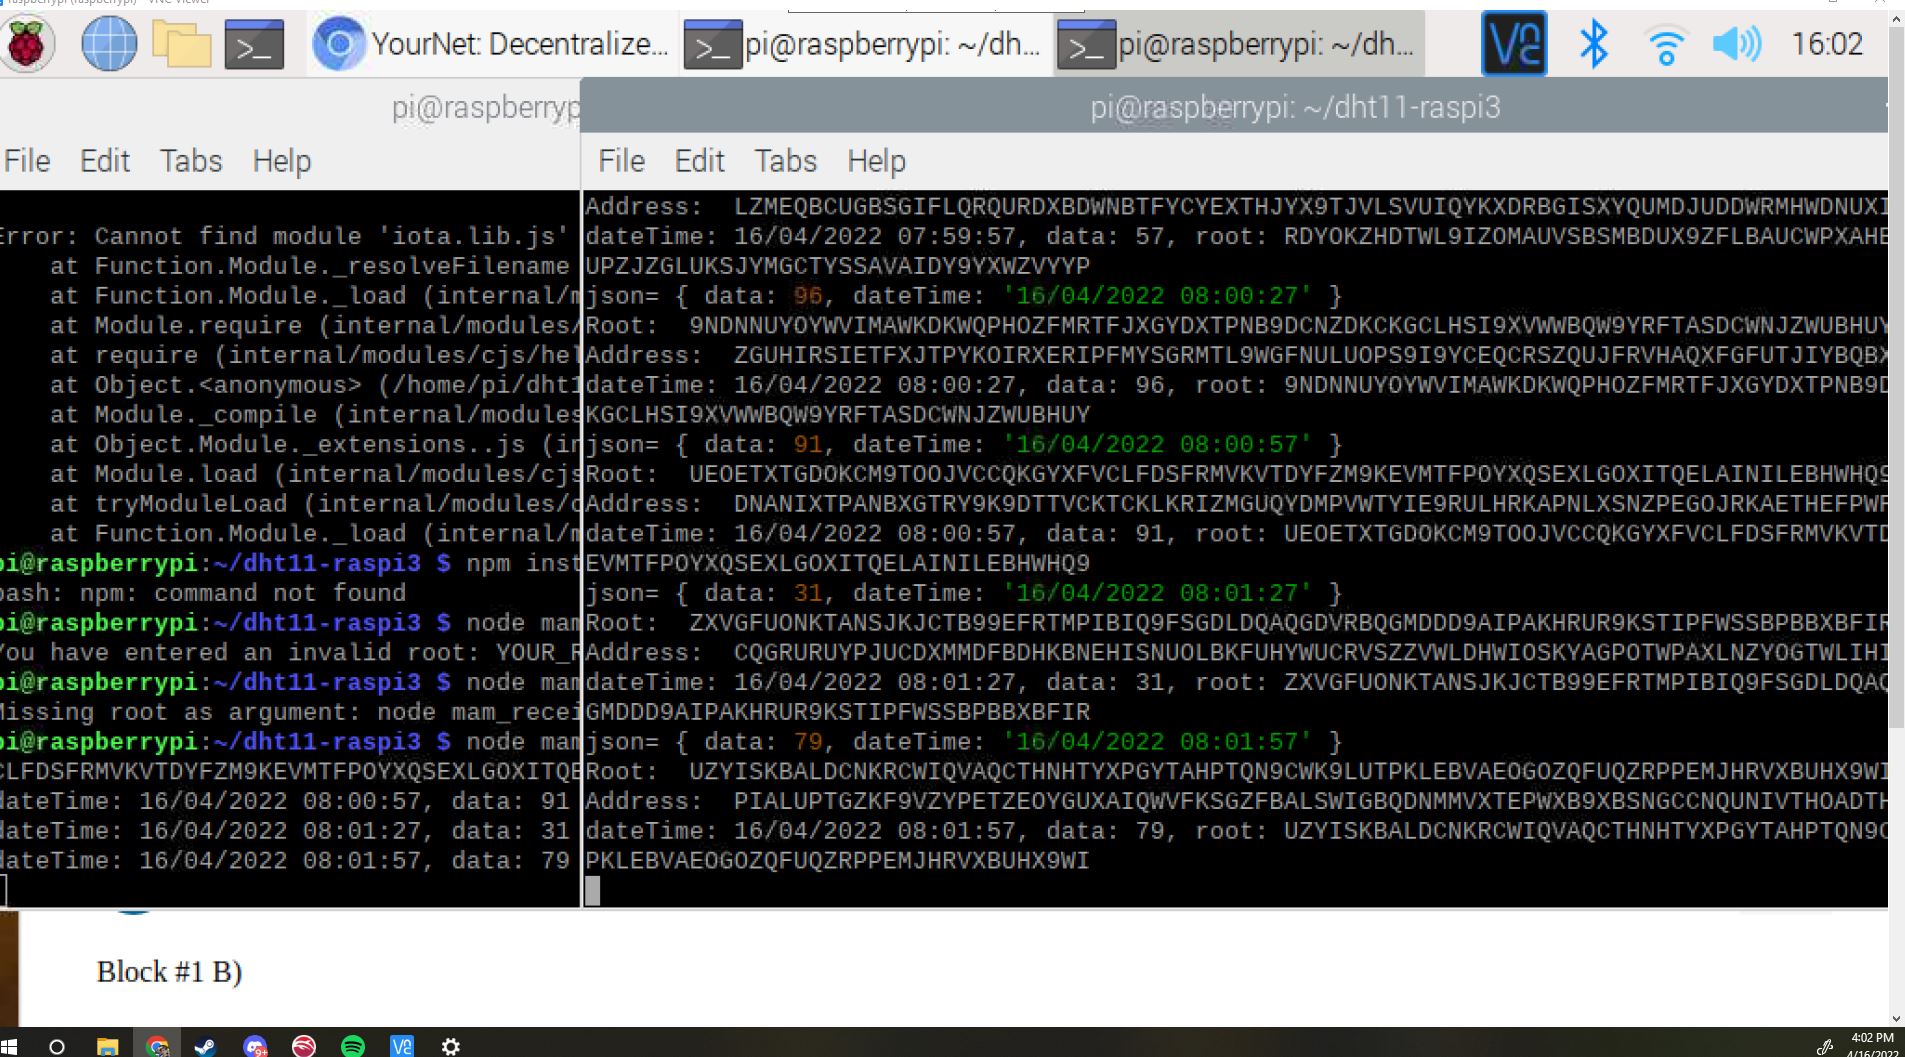 YourNet: Decentralize...
pi@raspberrypi: ~/dh...
pi@raspberrypi: ~/dh...
16:02
pi@raspberryp
File Edit Tabs Help
Error: Cannot find module 'iota.lib.js'
at Function.Module._resolveFilename
at Function.Module._load (internal/m
at Module.require (internal/modules/
at require (internal/modules/cjs/hel
at Object.<anonymous> (/home/pi/dht1
at Module._compile (internal/modules
at Object.Module._extensions..js (in
at Module.load (internal/modules/cjs
at tryModuleLoad (internal/modules/c
at Function.Module._load (internal/m
pi@raspberrypi:~/dht11-raspi3 $ npm inst
bash: npm: command not found
pi@raspberrypi:~/dht11-raspi3 $ node mam
You have entered an invalid root: YOUR_R
pi@raspberrypi:~/dht11-raspi3 $ node mam
Missing root as argument: node mam_recei
pi@raspberrypi:~/dht11-raspi3 $ node mam
CLFDSFRMVKVTDYFZM9KEVMTFPOYXQSEXLGOXITQE
dateTime: 16/04/2022 08:00:57, data: 91
dateTime: 16/04/2022 08:01:27, data: 31
dateTime: 16/04/2022 08:01:57, data: 79
pi@raspberrypi: ~/dht11-raspi3
File Edit Tabs Help
Address: LZMEQBCUGBSGIFLQRQURDXBDWNBTFYCYEXTHJYX9TJVLSVUIQYKXDRBGISXYQUMDJUDDWRMHWDNUXI
dateTime: 16/04/2022 07:59:57, data: 57, root: RDYOKZHDTWL9IZOMAUVSBSMBDUX9ZFLBAUCWPXAHE
UPZJZGLUKSJYMGCTYSSAVAIDY9YXWZVYYP
json= { data: 96, dateTime: '16/04/2022 08:00:27' }
Root: 9NDNNUYOYWVIMAWKDKWQPHOZFMRTFJXGYDXTPNB9DCNZDKCKGCLHSI9XVWWBQW9YRFTASDCWNJZWUBHUY
Address: ZGUHIRSIETFXJTPYKOIRXERIPFMYSGRMTL9WGFNULUOPS9I9YCEQCRSZQUJFRVHAQXFGFUTJIYBQBX
dateTime: 16/04/2022 08:00:27, data: 96, root: 9NDNNUYOYWVIMAWKDKWQPHOZFMRTFJXGYDXTPNB9D
KGCLHSI9XVWWBQW9YRFTASDCWNJZWUBHUY
json= { data: 91, dateTime: '16/04/2022 08:00:57' }
Root: UEOETXTGDOKCM9TOOJVCCQKGYXFVCLFDSFRMVKVTDYFZM9KEVMTFPOYXQSEXLGOXITQELAINILEBHWHQ9
Address: DNANIXTPANBXGTRY9K9DTTVCKTCKLKRIZMGUQYDMPVWTYIE9RULHRKAPNLXSNZPEGOJRKAETHEFPWF
dateTime: 16/04/2022 08:00:57, data: 91, root: UEOETXTGDOKCM9TOOJVCCQKGYXFVCLFDSFRMVKVTD
EVMTFPOYXQSEXLGOXITQELAINILEBHWHQ9
json= { data: 31, dateTime: '16/04/2022 08:01:27' }
Root: ZXVGFUONKTANSJKJCTB99EFRTMPIBIQ9FSGDLDQAQGDVRBQGMDDD9AIPAKHRUR9KSTIPFWSSBPBBXBFIR
Address: CQGRURUYPJUCDXMMDFBDHKBNEHISNUOLBKFUHYWUCRVSZZVWLDHWIOSKYAGPOTWPAXLNZYOGTWLIHI
dateTime: 16/04/2022 08:01:27, data: 31, root: ZXVGFUONKTANSJKJCTB99EFRTMPIBIQ9FSGDLDQAQ
GMDDD9AIPAKHRUR9KSTIPFWSSBPBBXBFIR
json= { data: 79, dateTime: '16/04/2022 08:01:57' }
Root: UZYISKBALDCNKRCWIQVAQCTHNHTYXPGYTAHPTQN9CWK9LUTPKLEBVAEOGOZQFUQZRPPEMJHRVXBUHX9WI
Address: PIALUPTGZKF9VZYPETZEOYGUXAIQWVFKSGZFBALSWIGBQDNMMVXTEPWXB9XBSNGCCNQUNIVTHOADTH
dateTime: 16/04/2022 08:01:57, data: 79, root: UZYISKBALDCNKRCWIQVAQCTHNHTYXPGYTAHPTQN9C
PKLEBVAEOGOZQFUQZRPPEMJHRVXBUHX9WI
Block #1 B)
4:02 PM
4/16/2022